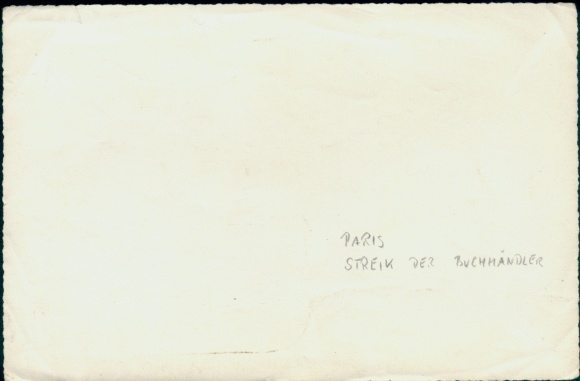 PARIS
STREIK DER BUCHHÄNDLER